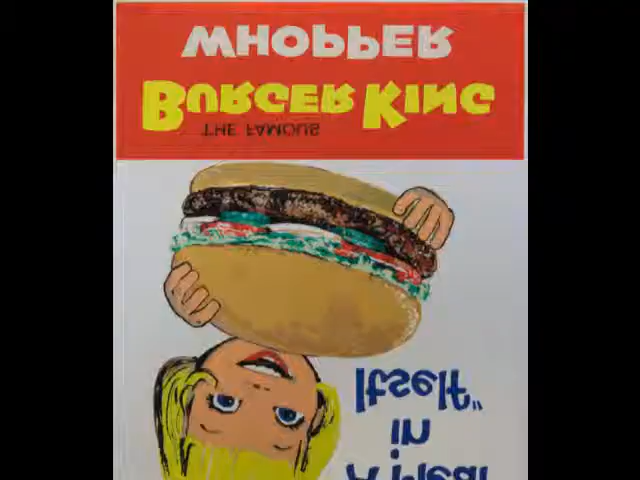 A Meal
in
Itself"
THE FAMOUS
BURGER KING
WHOPPER